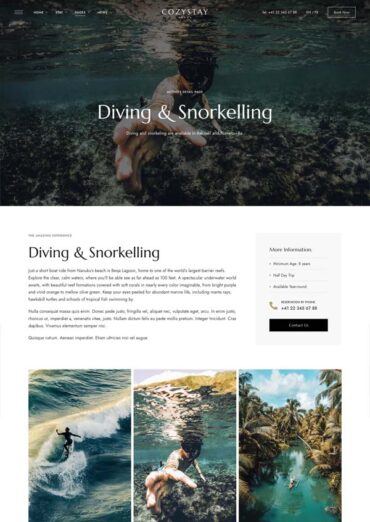 HOME STAY PAGES NEWS
COZYSTAY
Tel: +41 22 345 67 88 EN / FR Book Now
ACTIVITY DETAIL PAGE
Diving & Snorkelling
Diving and snorkeling are available in
THE AMAZING EXPERIENCE
Diving & Snorkelling
Just a short boat ride from Nanuku's beach in Beqa Lagoon, home to one of the world's largest barrier reefs.
Explore the clear, calm waters, where you'll be able see as far ahead as 100 feet. A spectacular underwater world
awaits, with beautiful reef formations covered with soft corals in nearly every color imaginable, from bright purple
and vivid orange to mellow olive green. Keep your eyes peeled for abundant marine life, including manta rays,
hawksbill turtles and schools of tropical fish swimming by.
Nulla consequat massa quis enim. Donec pede justo, fringilla vel, aliquet nec, vulputate eget, arcu. In enim justo,
rhoncus ut, imperdiet a, venenatis vitae, justo. Nullam dictum felis eu pede mollis pretium. Integer tincidunt. Cras
dapibus. Vivamus elementum semper nisi.
Quisque rutrum. Aenean imperdiet. Etiam ultricies nisi vel augue
More Information.
Minimum Age: 9 years
Half Day Trip
Available Year-round
RESERVATION BY PHONE
+41 22 345 67 88
Contact Us